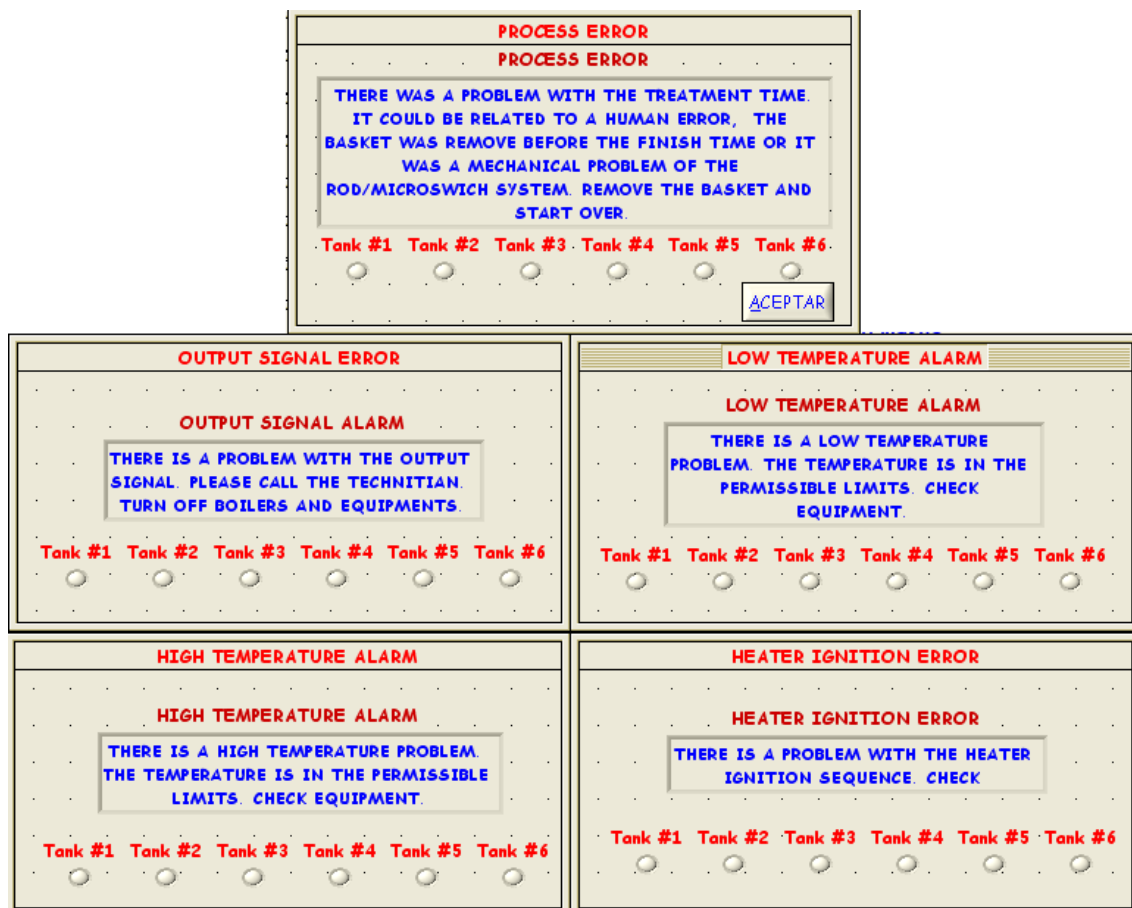 PROCESS ERROR
PROCESS ERROR
THERE WAS A PROBLEM WITH THE TREATMENT TIME.
IT COULD BE RELATED TO A HUMAN ERROR, THE
BASKET WAS REMOVE BEFORE THE FINISH TIME OR IT
WAS A MECHANICAL PROBLEM OF THE
ROD/MICROSWICH SYSTEM. REMOVE THE BASKET AND
START OVER.
Tank #1 Tank #2 Tank #3 Tank #4 Tank #5 Tank #6
ACEPTAR
OUTPUT SIGNAL ERROR
OUTPUT SIGNAL ALARM
THERE IS A PROBLEM WITH THE OUTPUT
SIGNAL. PLEASE CALL THE TECHNITIAN.
TURN OFF BOILERS AND EQUIPMENTS.
Tank #1 Tank #2 Tank #3 Tank #4 Tank #5 Tank #6
LOW TEMPERATURE ALARM
LOW TEMPERATURE ALARM
THERE IS A LOW TEMPERATURE
PROBLEM. THE TEMPERATURE IS IN THE
PERMISSIBLE LIMITS. CHECK
EQUIPMENT.
Tank #1 Tank #2 Tank #3 Tank #4 Tank #5 Tank #6
HIGH TEMPERATURE ALARM
HIGH TEMPERATURE ALARM
THERE IS A HIGH TEMPERATURE PROBLEM.
THE TEMPERATURE IS IN THE PERMISSIBLE
LIMITS. CHECK EQUIPMENT.
Tank #1 Tank #2 Tank #3 Tank #4 Tank #5 Tank #6
HEATER IGNITION ERROR
HEATER IGNITION ERROR
THERE IS A PROBLEM WITH THE HEATER
IGNITION SEQUENCE. CHECK
Tank #1 Tank #2 Tank #3 Tank #4 Tank #5 Tank #6